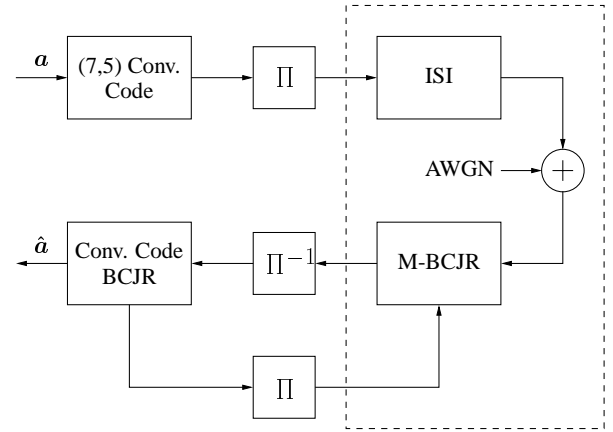 a
(7,5) Conv.
Code
∏
ISI
AWGN
+
â
Conv. Code
BCJR
∏⁻¹
M-BCJR
∏